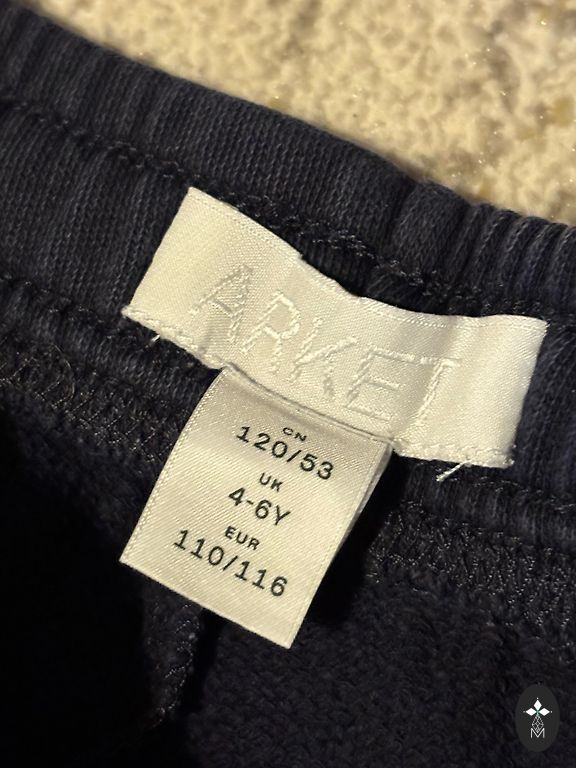 ARKET
CN
120/53
UK
4-6Y
EUR
110/116
M